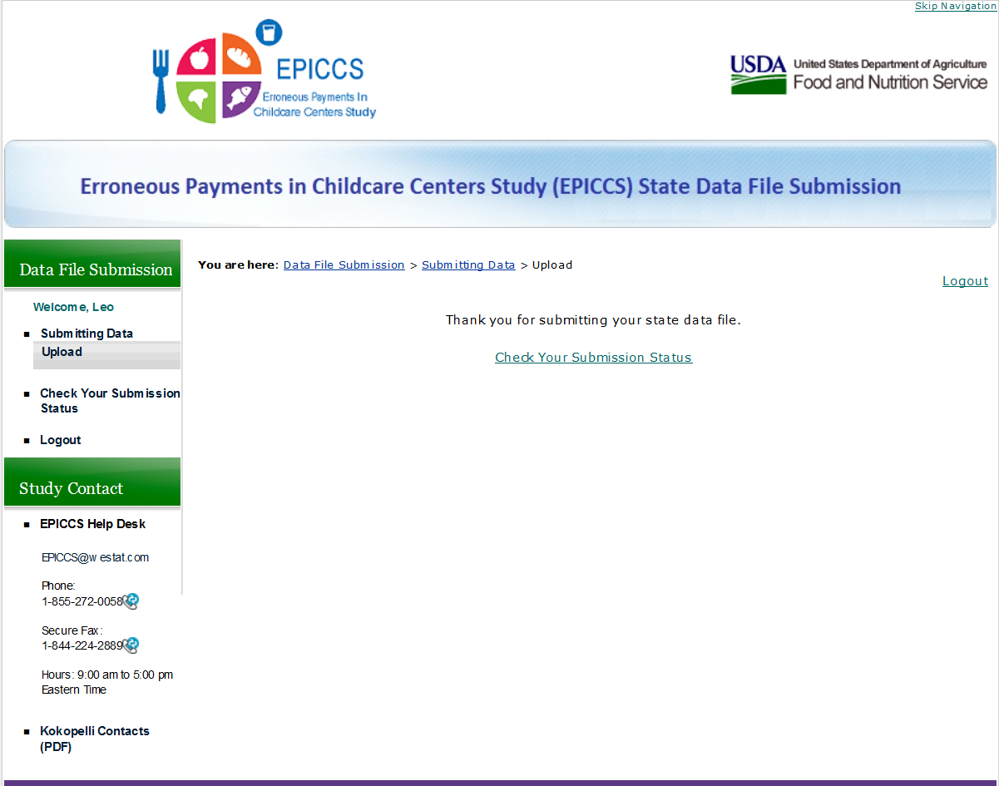 Skip Navigation
EPICCS
Erroneous Payments In
Childcare Centers Study
USDA
United States Department of Agriculture
Food and Nutrition Service
Erroneous Payments in Childcare Centers Study (EPICCS) State Data File Submission
Data File Submission
Welcome, Leo
Submitting Data
Upload
Check Your Submission
Status
Logout
Study Contact
EPICCS Help Desk
EPICCS@westat.com
Phone:
1-855-272-0058
Secure Fax:
1-844-224-2889
Hours: 9:00 am to 5:00 pm
Eastern Time
Kokopelli Contacts
(PDF)
You are here: Data File Submission > Submitting Data > Upload
Logout
Thank you for submitting your state data file.
Check Your Submission Status